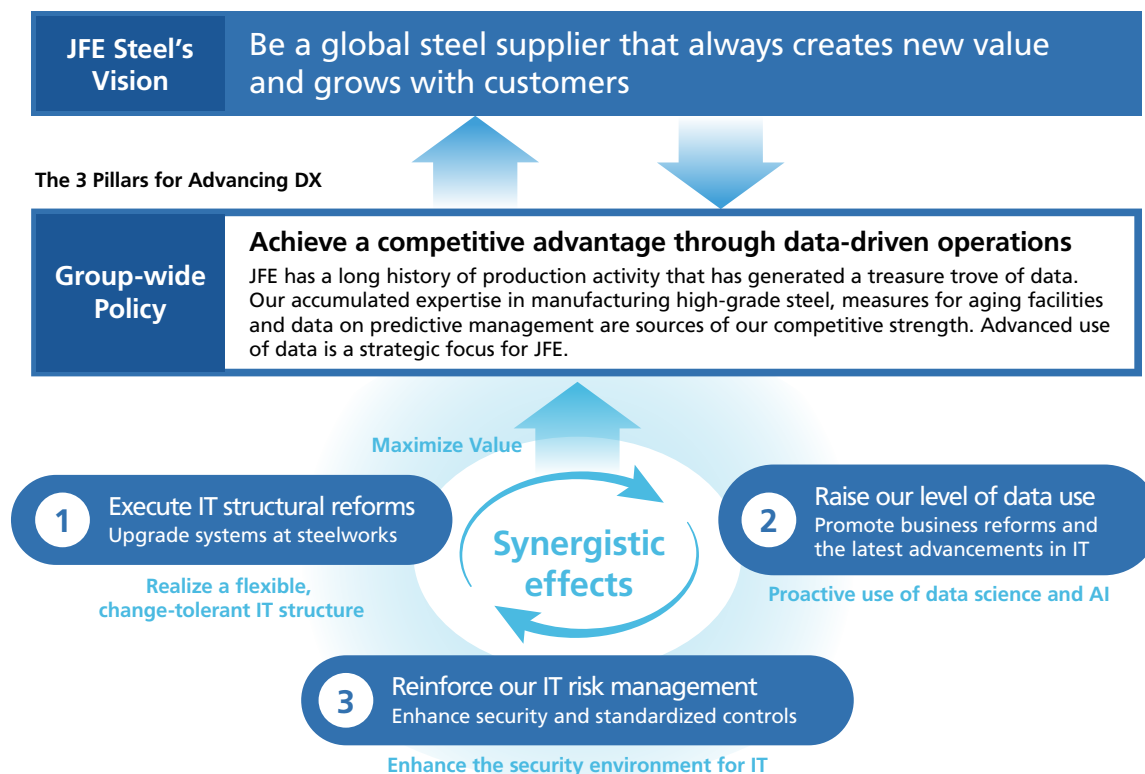 JFE Steel's
Vision
Be a global steel supplier that always creates new value
and grows with customers
The 3 Pillars for Advancing DX
Group-wide
Policy
Achieve a competitive advantage through data-driven operations
JFE has a long history of production activity that has generated a treasure trove of data.
Our accumulated expertise in manufacturing high-grade steel, measures for aging facilities
and data on predictive management are sources of our competitive strength. Advanced use
of data is a strategic focus for JFE.
Maximize Value
1
Execute IT structural reforms
Upgrade systems at steelworks
Realize a flexible,
change-tolerant IT structure
Synergistic
effects
2
Raise our level of data use
Promote business reforms and
the latest advancements in IT
Proactive use of data science and AI
3
Reinforce our IT risk management
Enhance security and standardized controls
Enhance the security environment for IT